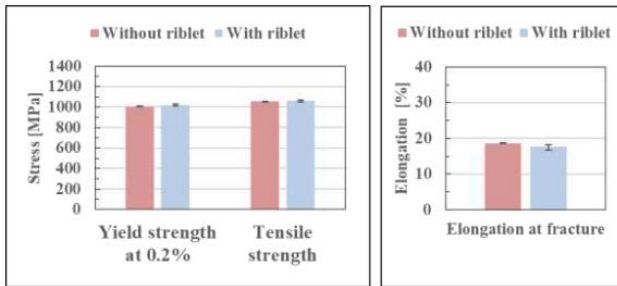 Without riblet With riblet
Stress [MPa]
1400
1200
1000
800
600
400
200
0
Yield strength
at 0.2%
Tensile
strength
Without riblet With riblet
Elongation [%]
40
30
20
10
0
Elongation at fracture